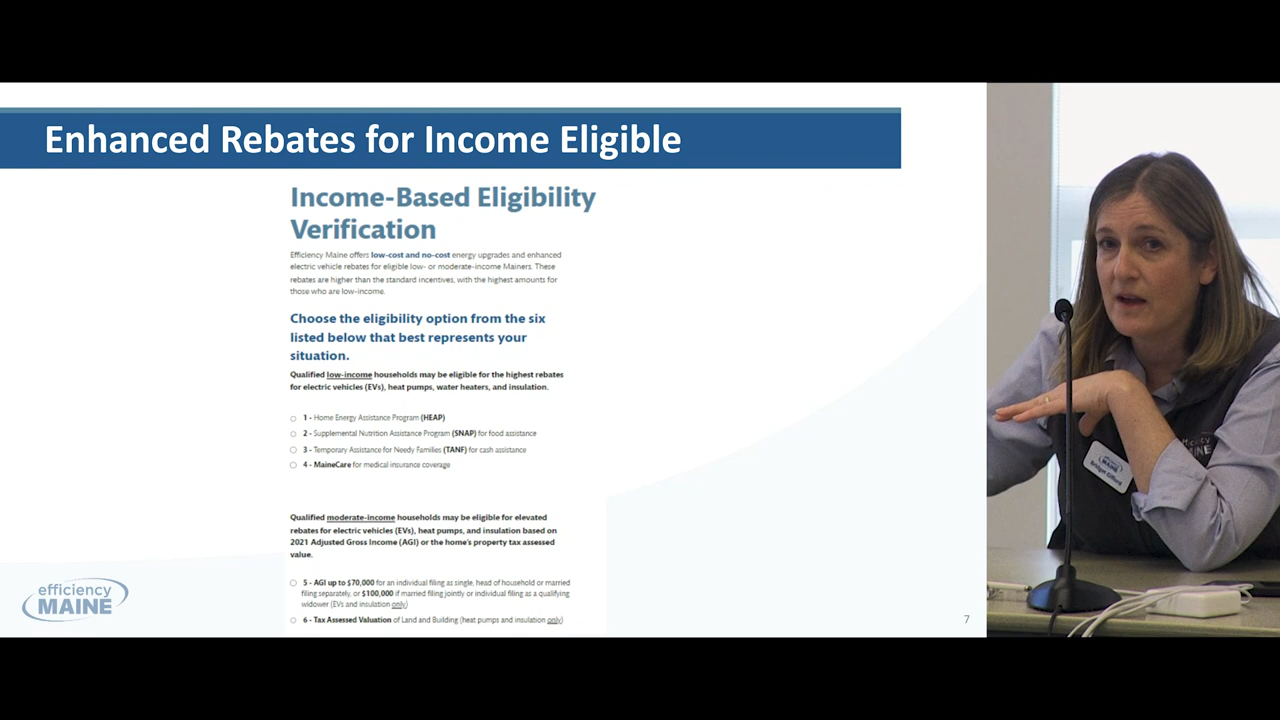 Enhanced Rebates for Income Eligible
Income-Based Eligibility
Verification
Efficiency Maine offers low-cost and no-cost energy upgrades and enhanced
electric vehicle rebates for eligible low- or moderate-income Mainers. These
rebates are higher than the standard incentives, with the highest amounts for
those who are low-income.
Choose the eligibility option from the six
listed below that best represents your
situation.
Qualified low-income households may be eligible for the highest rebates
for electric vehicles (EVs), heat pumps, water heaters, and insulation.
1 - Home Energy Assistance Program (HEAP)
2 - Supplemental Nutrition Assistance Program (SNAP) for food assistance
3 - Temporary Assistance for Needy Families (TANF) for cash assistance
4 - MaineCare for medical insurance coverage
Qualified moderate-income households may be eligible for elevated
rebates for electric vehicles (EVs), heat pumps, and insulation based on
2021 Adjusted Gross Income (AGI) or the home's property tax assessed
value.
5 - AGI up to $70,000 for an individual filing as single, head of household or married
filing separately, or $100,000 if married filing jointly or individual filing as a qualifying
widower (EVs and insulation only)
6 - Tax Assessed Valuation of Land and Building (heat pumps and insulation only)
efficiency
MAINE
7
Bridget Gifford